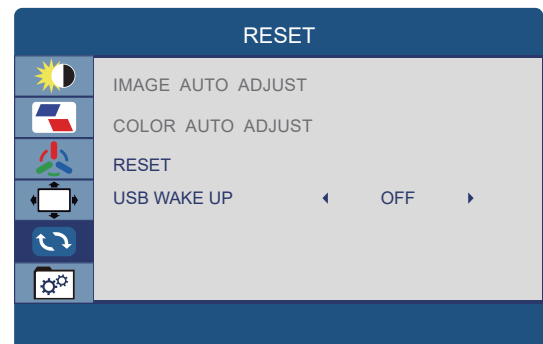 RESET
IMAGE AUTO ADJUST
COLOR AUTO ADJUST
RESET
USB WAKE UP OFF